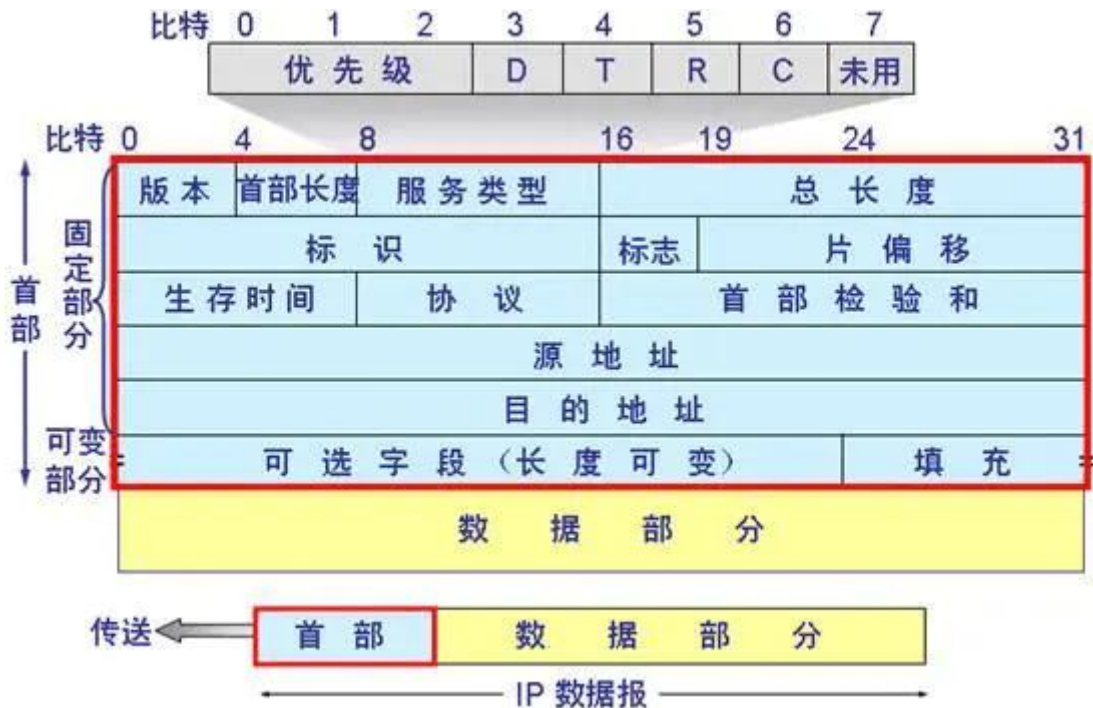 比特 0 1 2 3 4 5 6 7
优先级 D T R C 未用
比特 0 4 8 16 19 24 31
版本 首部长度 服务类型 总长度
标识 标志 片偏移
生存时间 协议 首部检验和
源地址
目的地址
可选字段（长度可变） 填充
数据部分
首部
固定部分
可变
部分
传送 首部 数据部分
IP 数据报